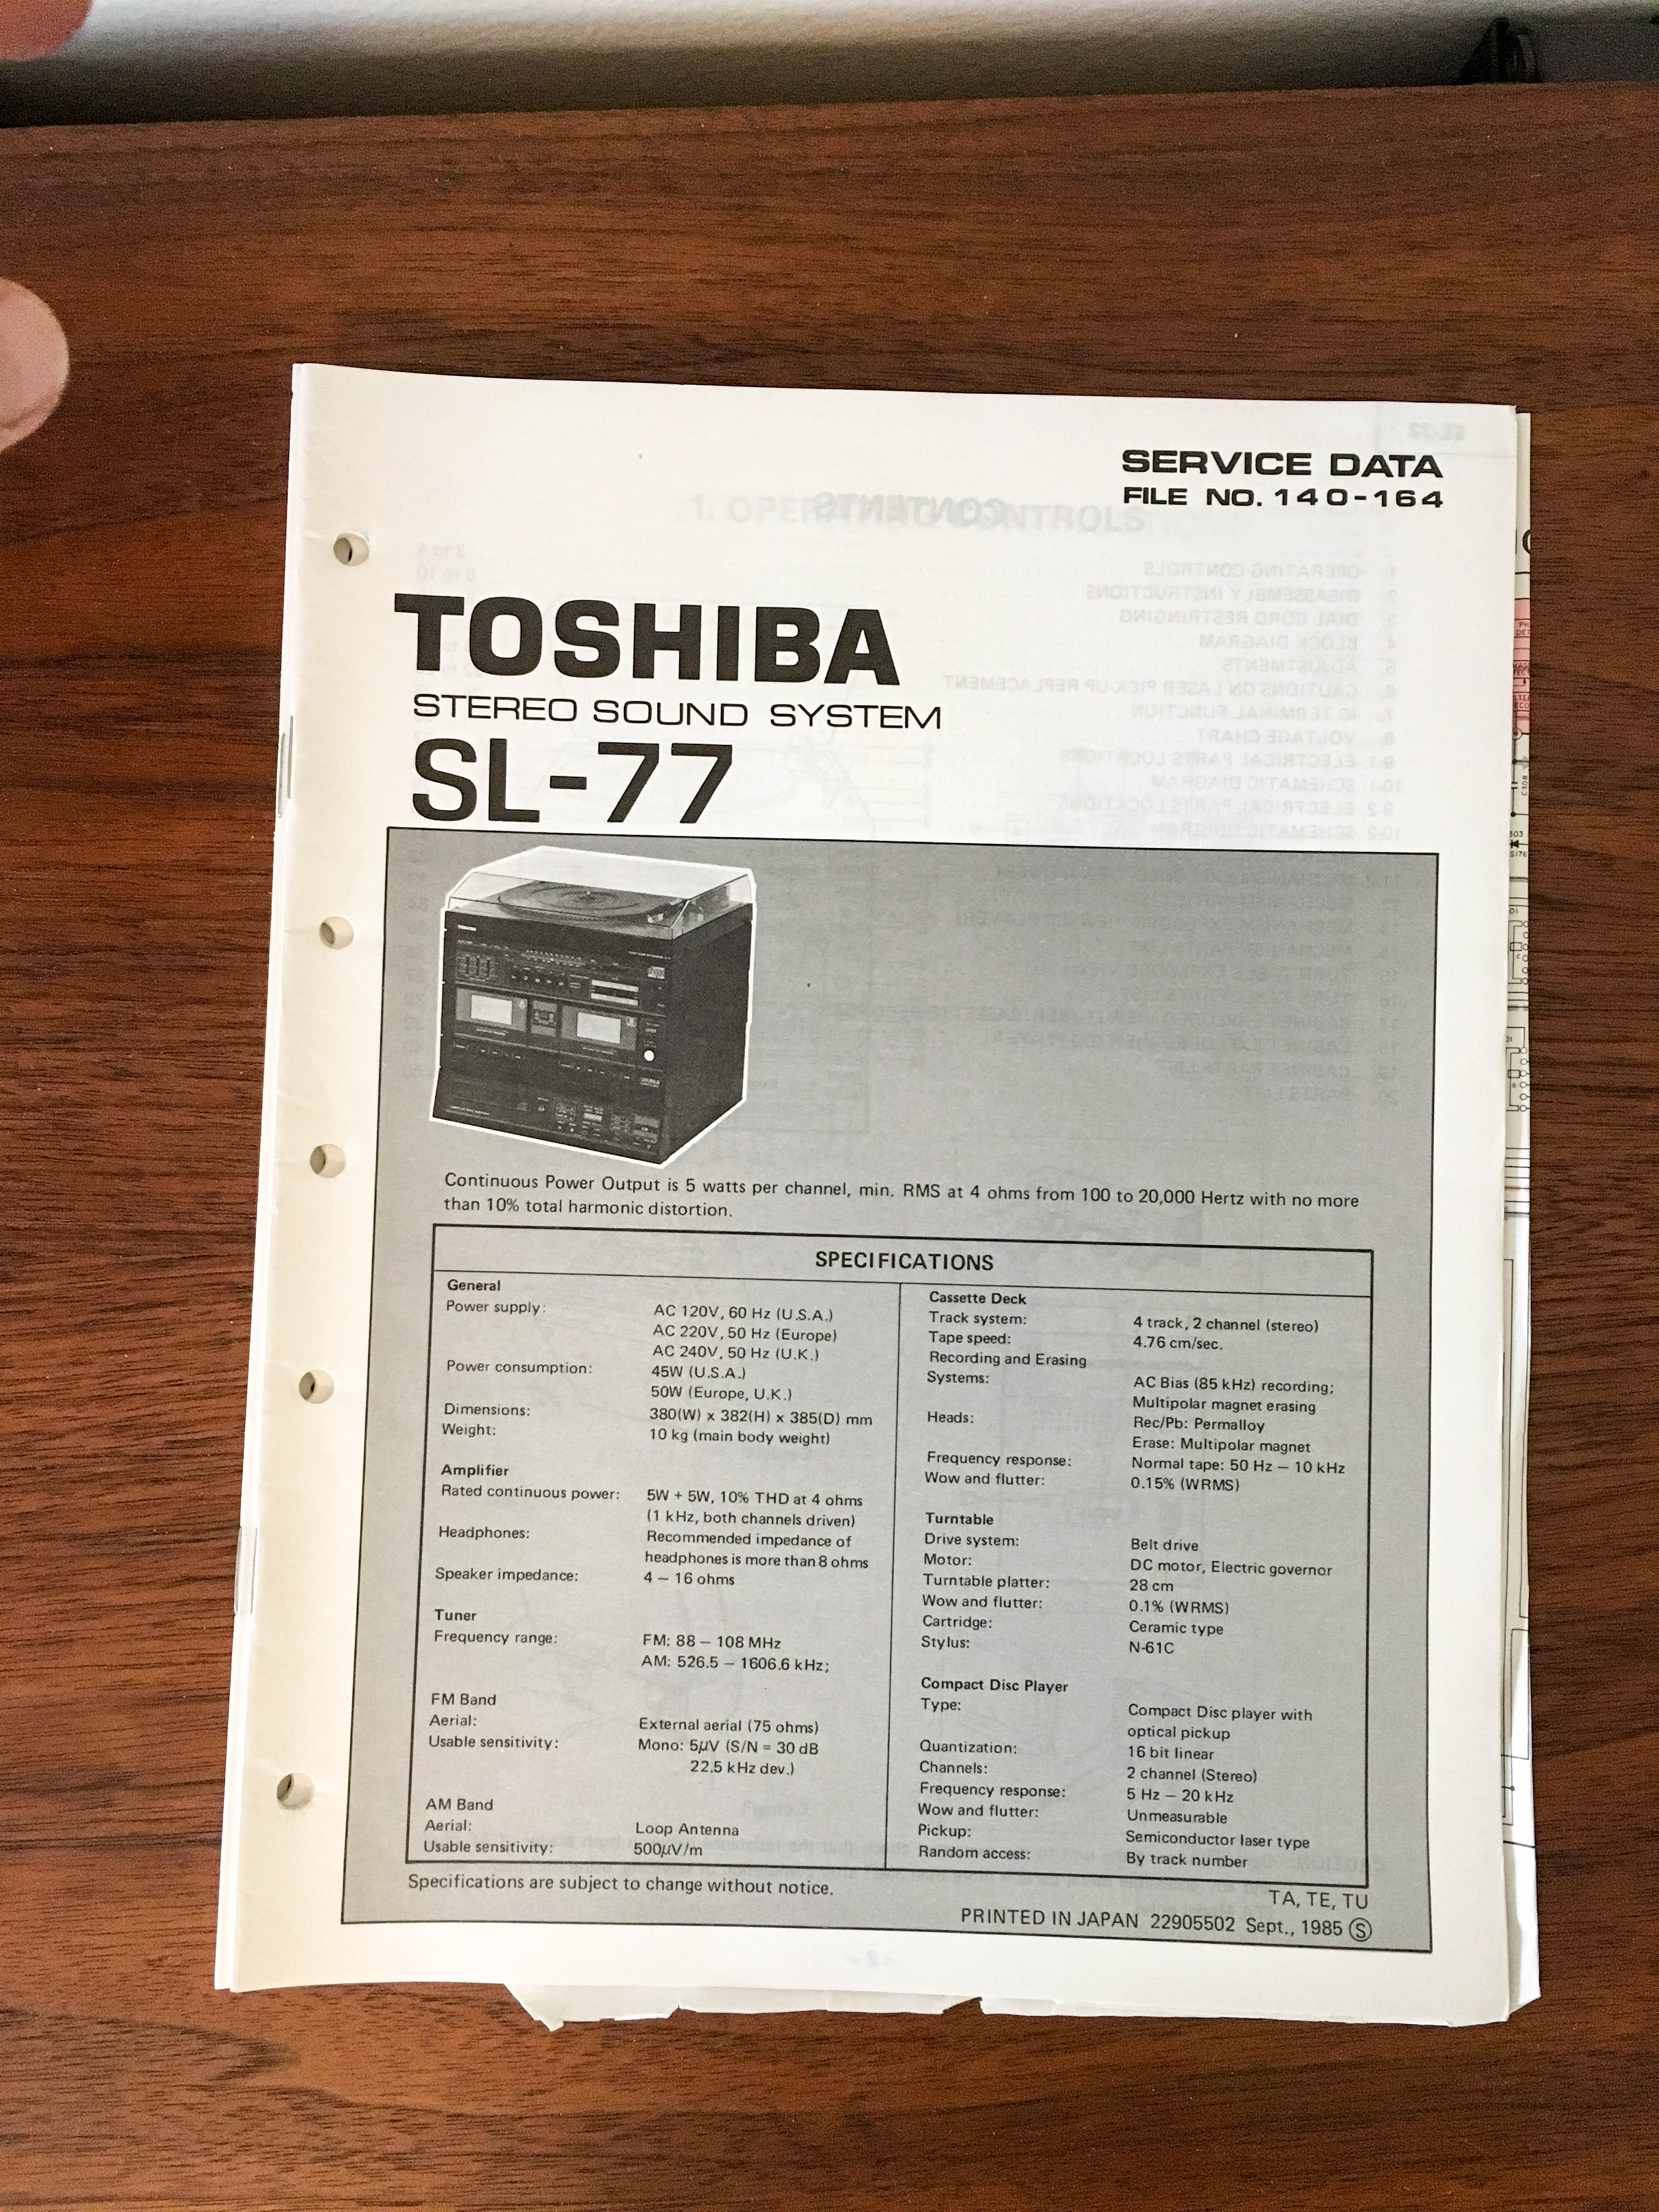 SERVICE DATA
FILE NO. 140-164
TOSHIBA
STEREO SOUND SYSTEM
SL-77
TOSHIBA
Continuous Power Output is 5 watts per channel, min. RMS at 4 ohms from 100 to 20,000 Hertz with no more
than 10% total harmonic distortion.
SPECIFICATIONS
General
Power supply: AC 120V, 60 Hz (U.S.A.)
AC 220V, 50 Hz (Europe)
AC 240V, 50 Hz (U.K.)
Power consumption: 45W (U.S.A.)
50W (Europe, U.K.)
Dimensions: 380(W) x 382(H) x 385(D) mm
Weight: 10 kg (main body weight)
Amplifier
Rated continuous power: 5W + 5W, 10% THD at 4 ohms
(1 kHz, both channels driven)
Headphones: Recommended impedance of
headphones is more than 8 ohms
Speaker impedance: 4 – 16 ohms
Tuner
Frequency range: FM: 88 – 108 MHz
AM: 526.5 – 1606.6 kHz;
FM Band
Aerial: External aerial (75 ohms)
Usable sensitivity: Mono: 5μV (S/N = 30 dB
22.5 kHz dev.)
AM Band
Aerial: Loop Antenna
Usable sensitivity: 500μV/m
Cassette Deck
Track system: 4 track, 2 channel (stereo)
Tape speed: 4.76 cm/sec.
Recording and Erasing
Systems: AC Bias (85 kHz) recording;
Multipolar magnet erasing
Heads: Rec/Pb: Permalloy
Erase: Multipolar magnet
Frequency response: Normal tape: 50 Hz – 10 kHz
Wow and flutter: 0.15% (WRMS)
Turntable
Drive system: Belt drive
Motor: DC motor, Electric governor
Turntable platter: 28 cm
Wow and flutter: 0.1% (WRMS)
Cartridge: Ceramic type
Stylus: N-61C
Compact Disc Player
Type: Compact Disc player with
optical pickup
Quantization: 16 bit linear
Channels: 2 channel (Stereo)
Frequency response: 5 Hz – 20 kHz
Wow and flutter: Unmeasurable
Pickup: Semiconductor laser type
Random access: By track number
Specifications are subject to change without notice.
TA, TE, TU
PRINTED IN JAPAN 22905502 Sept., 1985 Ⓢ